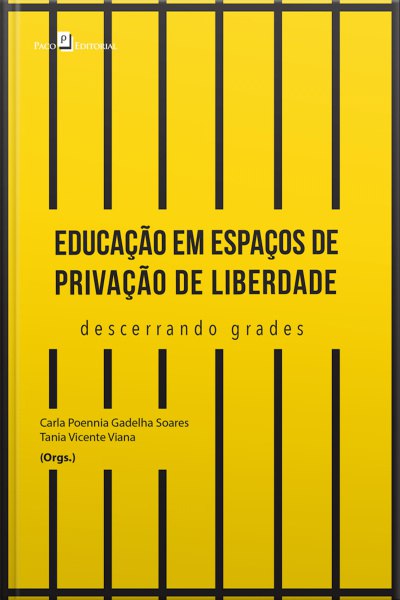 PACO EDITORIAL
EDUCAÇÃO EM ESPAÇOS DE
PRIVAÇÃO DE LIBERDADE
descerrando grades
Carla Poennia Gadelha Soares
Tania Vicente Viana
(Orgs.)